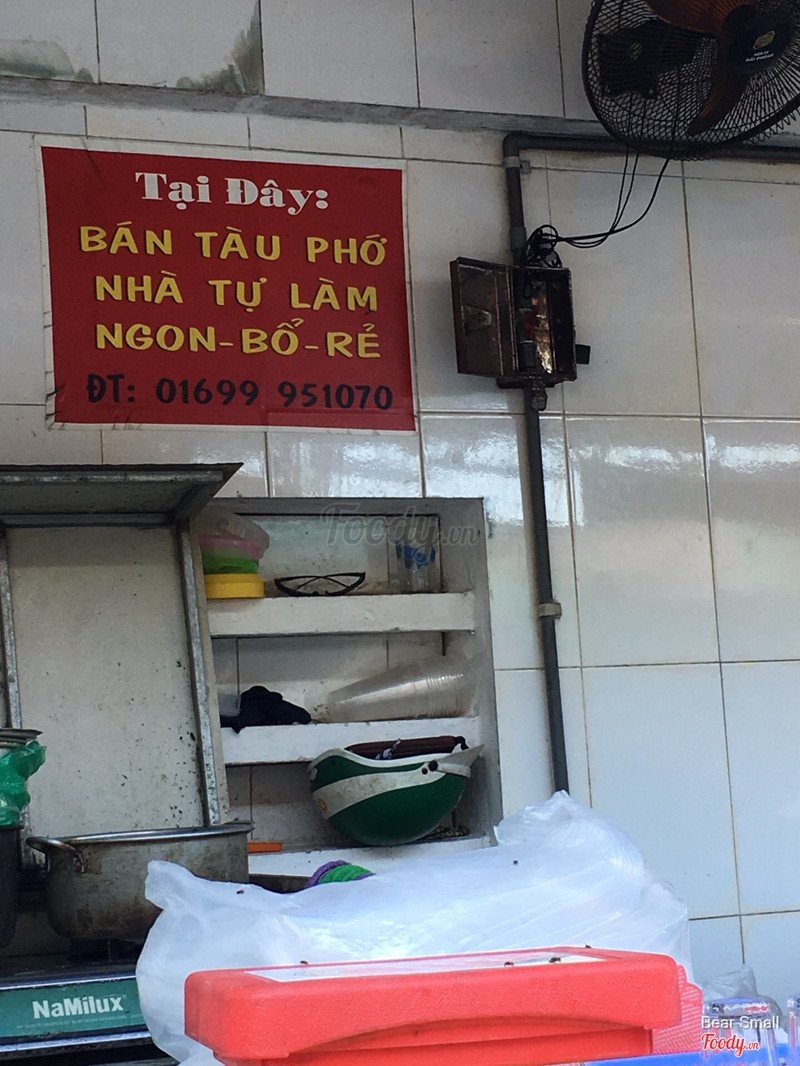 Tại Đây:
BÁN TÀU PHỚ
NHÀ TỰ LÀM
NGON-BỔ-RẺ
ĐT: 01699 951070
Foody.vn
NaMilux
Bear Small
Foody.vn